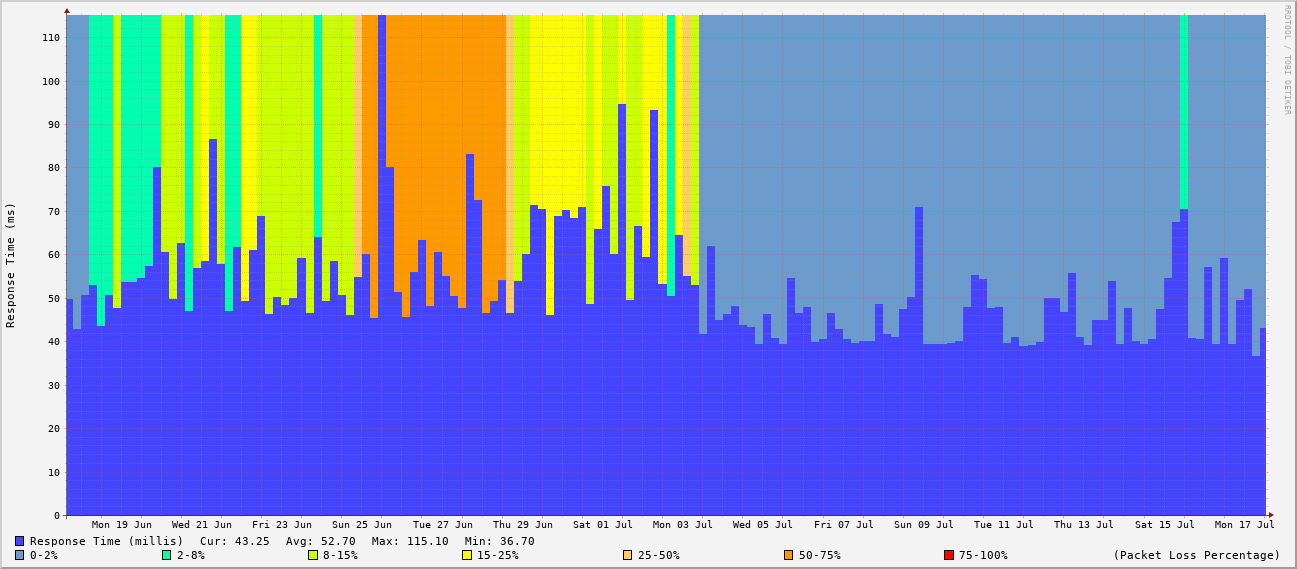 RRDTOOL / TOBI OETIKER
Response Time (ms)
110
100
90
80
70
60
50
40
30
20
10
0
Mon 19 Jun Wed 21 Jun Fri 23 Jun Sun 25 Jun Tue 27 Jun Thu 29 Jun Sat 01 Jul Mon 03 Jul Wed 05 Jul Fri 07 Jul Sun 09 Jul Tue 11 Jul Thu 13 Jul Sat 15 Jul Mon 17 Jul
Response Time (millis) Cur: 43.25 Avg: 52.70 Max: 115.10 Min: 36.70
0-2% 2-8% 8-15% 15-25% 25-50% 50-75% 75-100% (Packet Loss Percentage)